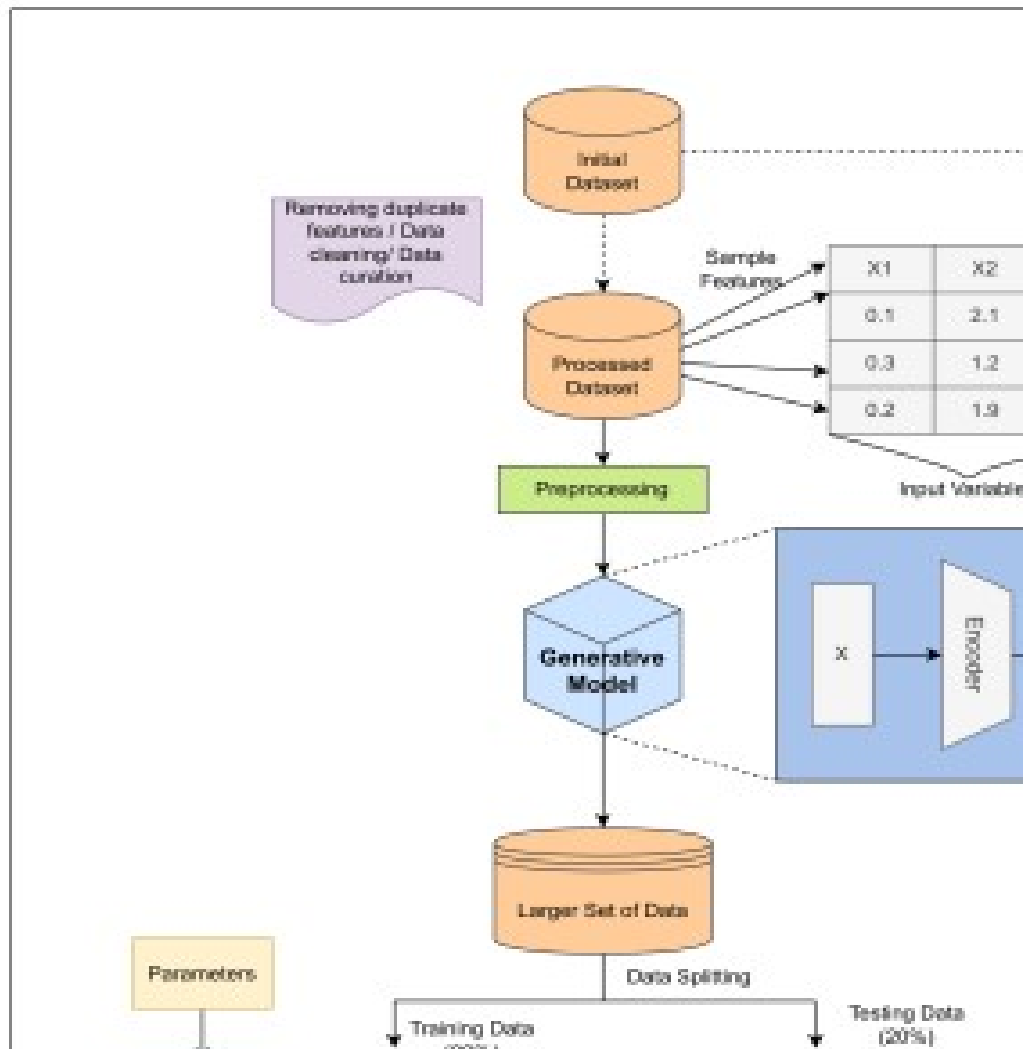 Initial
Dataset
Removing duplicate
features / Data
cleaning/ Data
curation
Sample
Features
X1 X2
0.1 2.1
0.3 1.2
0.2 1.9
Processed
Dataset
Input Variable
Preprocessing
Generative
Model
X
Encoder
Larger Set of Data
Data Splitting
Parameters
Training Data
Testing Data
(20%)